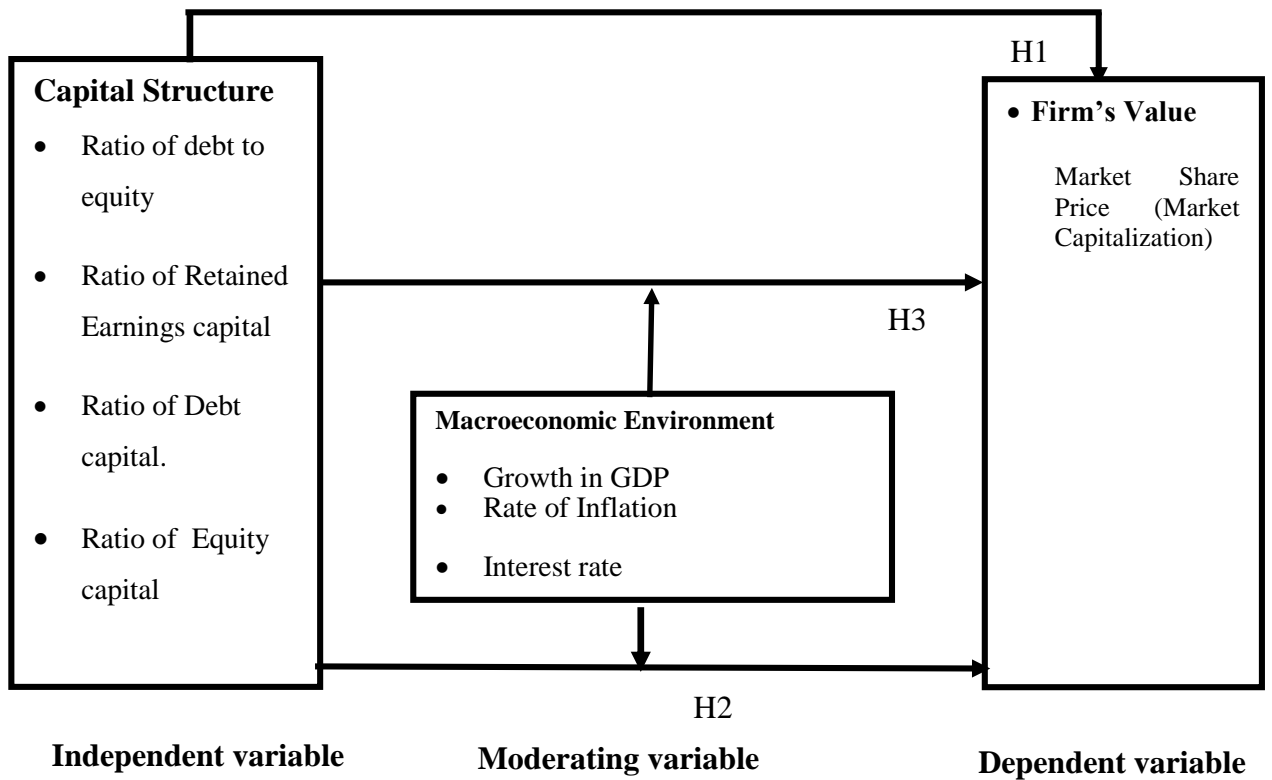 H1
Capital Structure
• Ratio of debt to
equity
• Ratio of Retained
Earnings capital
• Ratio of Debt
capital.
• Ratio of Equity
capital
• Firm’s Value
Market Share
Price (Market
Capitalization)
H3
Macroeconomic Environment
• Growth in GDP
• Rate of Inflation
• Interest rate
H2
Independent variable
Moderating variable
Dependent variable